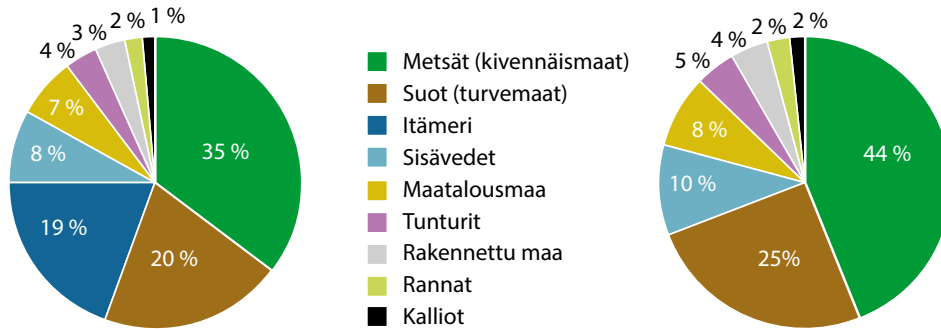 1 %
2 %
3 %
4 %
7 %
8 %
19 %
20 %
35 %
Metsät (kivennäismaat)
Suot (turvemaat)
Itämeri
Sisävedet
Maatalousmaa
Tunturit
Rakennettu maa
Rannat
Kalliot
2 %
2 %
4 %
5 %
8 %
10 %
25%
44 %